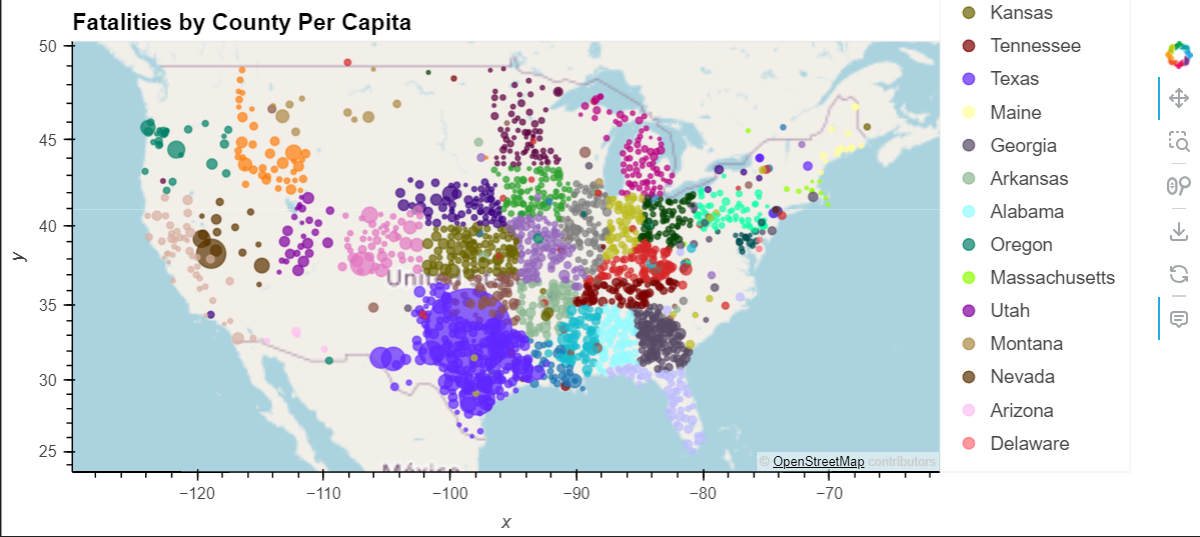 Fatalities by County Per Capita
50
45
40
35
30
25
y
−120
−110
−100
−90
−80
−70
x
Unit
México
© OpenStreetMap contributors
Kansas
Tennessee
Texas
Maine
Georgia
Arkansas
Alabama
Oregon
Massachusetts
Utah
Montana
Nevada
Arizona
Delaware